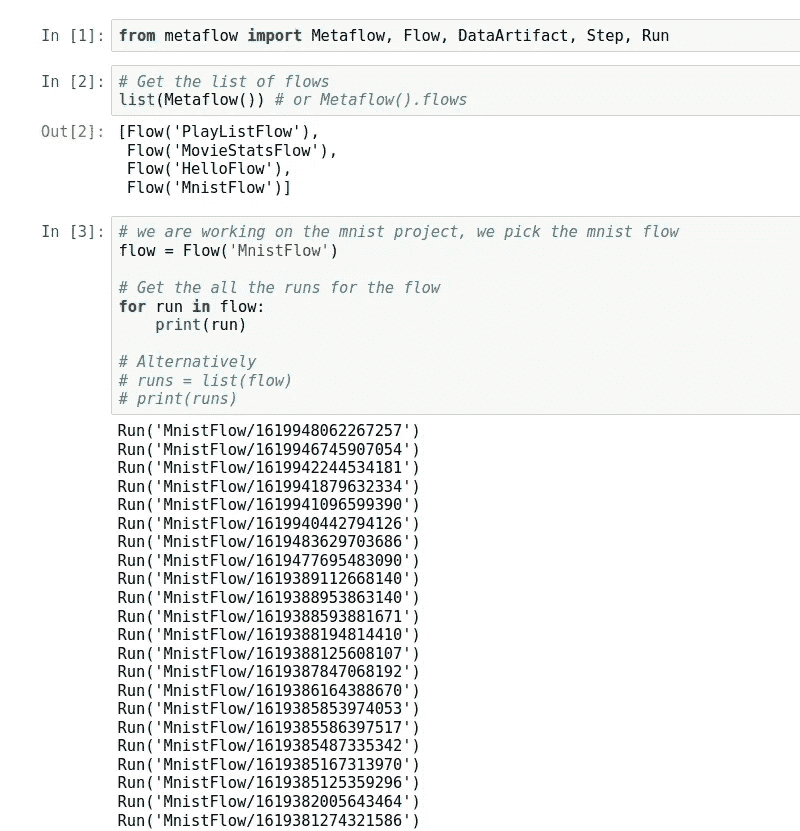 In [1]: from metaflow import Metaflow, Flow, DataArtifact, Step, Run
In [2]: # Get the list of flows
list(Metaflow()) # or Metaflow().flows
Out[2]: [Flow('PlayListFlow'),
Flow('MovieStatsFlow'),
Flow('HelloFlow'),
Flow('MnistFlow')]
In [3]: # we are working on the mnist project, we pick the mnist flow
flow = Flow('MnistFlow')
# Get the all the runs for the flow
for run in flow:
print(run)
# Alternatively
# runs = list(flow)
# print(runs)
Run('MnistFlow/1619948062267257')
Run('MnistFlow/1619946745907054')
Run('MnistFlow/1619942244534181')
Run('MnistFlow/1619941879632334')
Run('MnistFlow/1619941096599390')
Run('MnistFlow/1619940442794126')
Run('MnistFlow/1619483629703686')
Run('MnistFlow/1619477695483090')
Run('MnistFlow/1619389112668140')
Run('MnistFlow/1619388953863140')
Run('MnistFlow/1619388593881671')
Run('MnistFlow/1619388194814410')
Run('MnistFlow/1619388125608107')
Run('MnistFlow/1619387847068192')
Run('MnistFlow/1619386164388670')
Run('MnistFlow/1619385853974053')
Run('MnistFlow/1619385586397517')
Run('MnistFlow/1619385487335342')
Run('MnistFlow/1619385167313970')
Run('MnistFlow/1619385125359296')
Run('MnistFlow/1619382005643464')
Run('MnistFlow/1619381274321586')